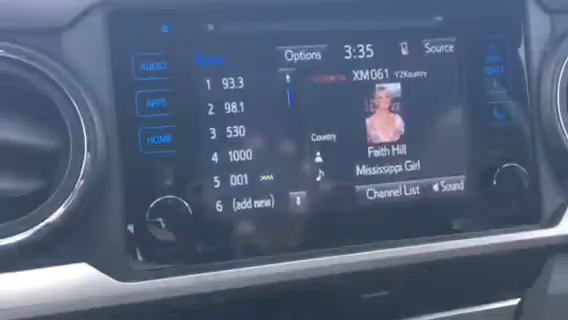 AUDIO
APPS
HOME
1 93.3
2 98.1
3 530
4 1000
5 001
6 (add new)
Options
3:35
Source
XM061 Y2Kountry
Country
Faith Hill
Mississippi Girl
Channel List
Sound